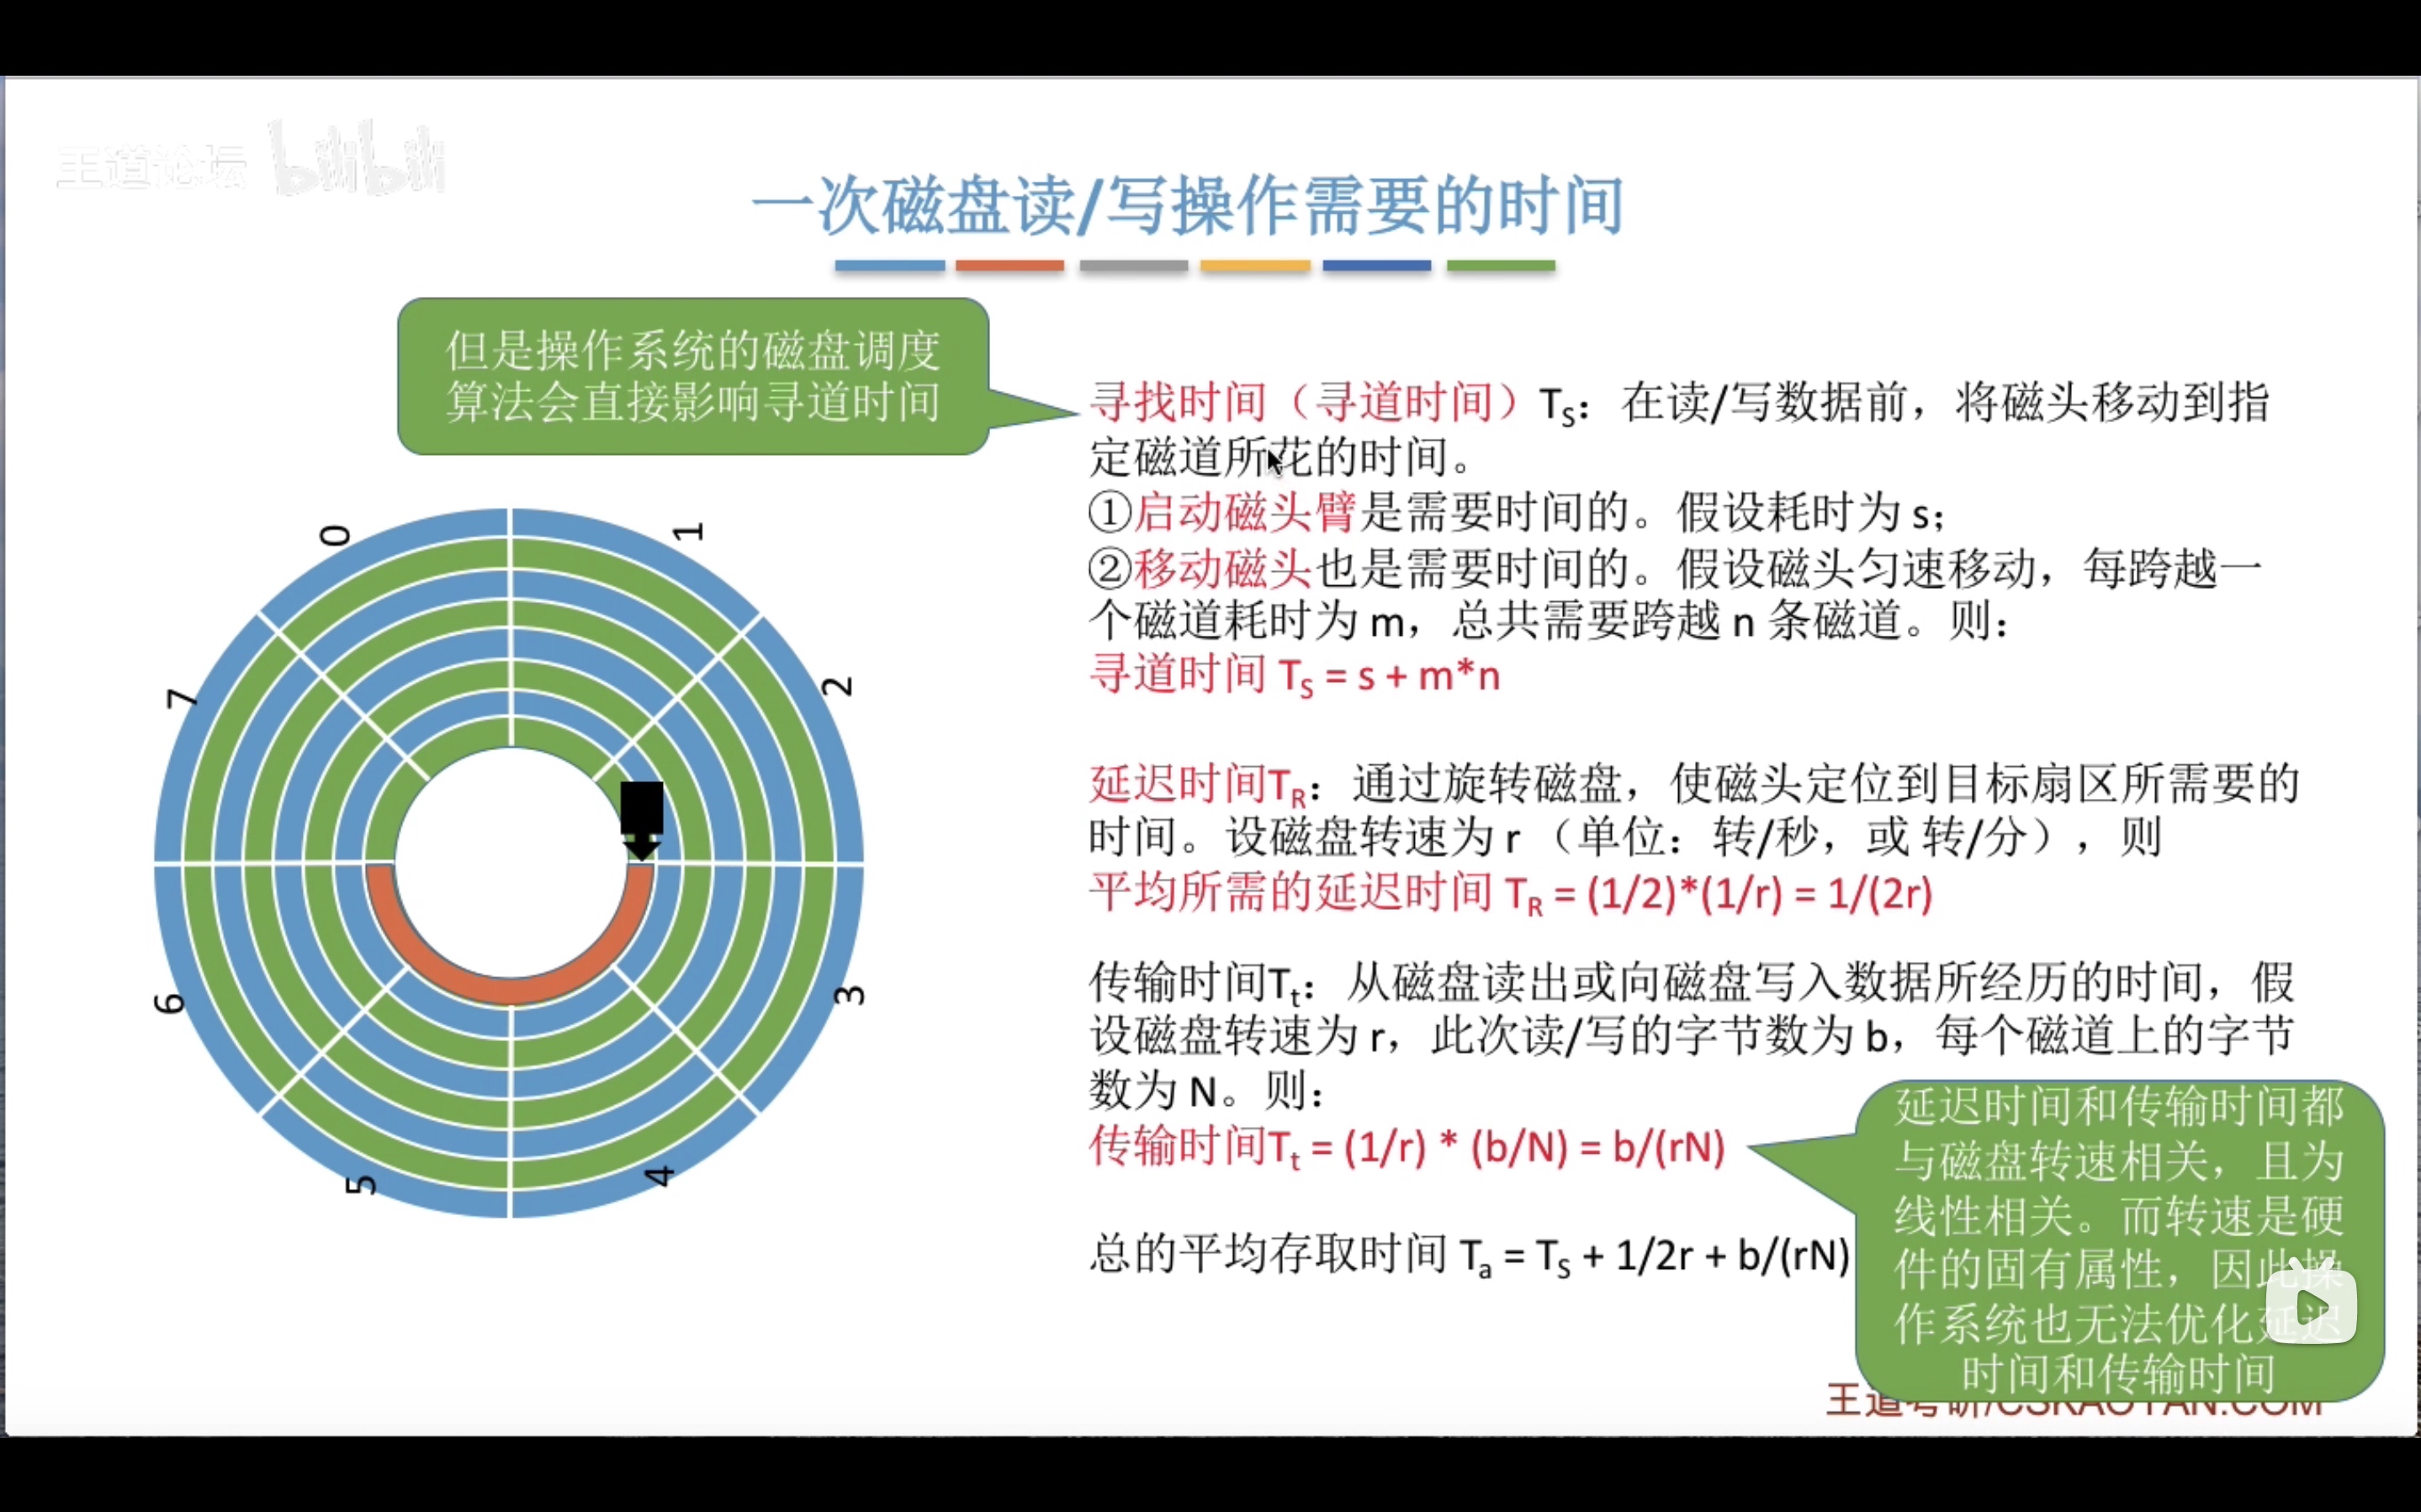 王道论坛 bilibili
一次磁盘读/写操作需要的时间
但是操作系统的磁盘调度
算法会直接影响寻道时间
寻找时间（寻道时间）TS：在读/写数据前，将磁头移动到指
定磁道所花的时间。
①启动磁头臂是需要时间的。假设耗时为 s；
②移动磁头也是需要时间的。假设磁头匀速移动，每跨越一
个磁道耗时为 m，总共需要跨越 n 条磁道。则：
寻道时间 TS = s + m*n
延迟时间TR：通过旋转磁盘，使磁头定位到目标扇区所需要的
时间。设磁盘转速为 r （单位：转/秒，或 转/分），则
平均所需的延迟时间 TR = (1/2)*(1/r) = 1/(2r)
传输时间Tt：从磁盘读出或向磁盘写入数据所经历的时间，假
设磁盘转速为 r，此次读/写的字节数为 b，每个磁道上的字节
数为 N。则：
传输时间Tt = (1/r) * (b/N) = b/(rN)
总的平均存取时间 Ta = TS + 1/2r + b/(rN)
延迟时间和传输时间都
与磁盘转速相关，且为
线性相关。而转速是硬
件的固有属性，因此操
作系统也无法优化延迟
时间和传输时间
王道考研/CSKAOYAN.COM
0
1
2
3
4
5
6
7